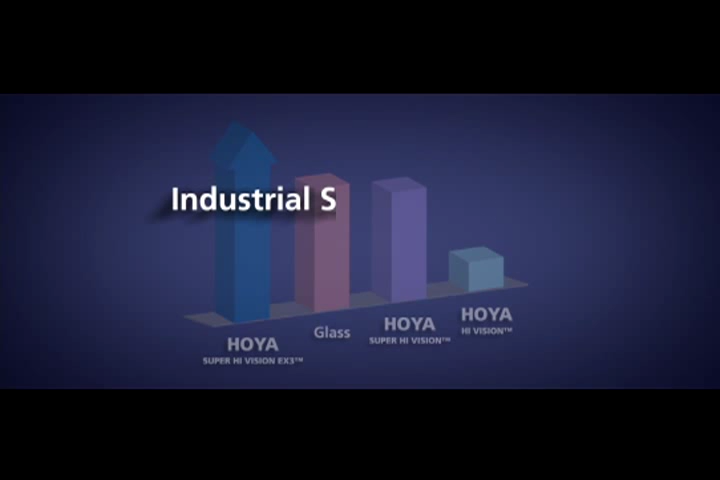 Industrial S
HOYA
SUPER HI VISION EX3™
Glass
HOYA
SUPER HI VISION™
HOYA
HI VISION™